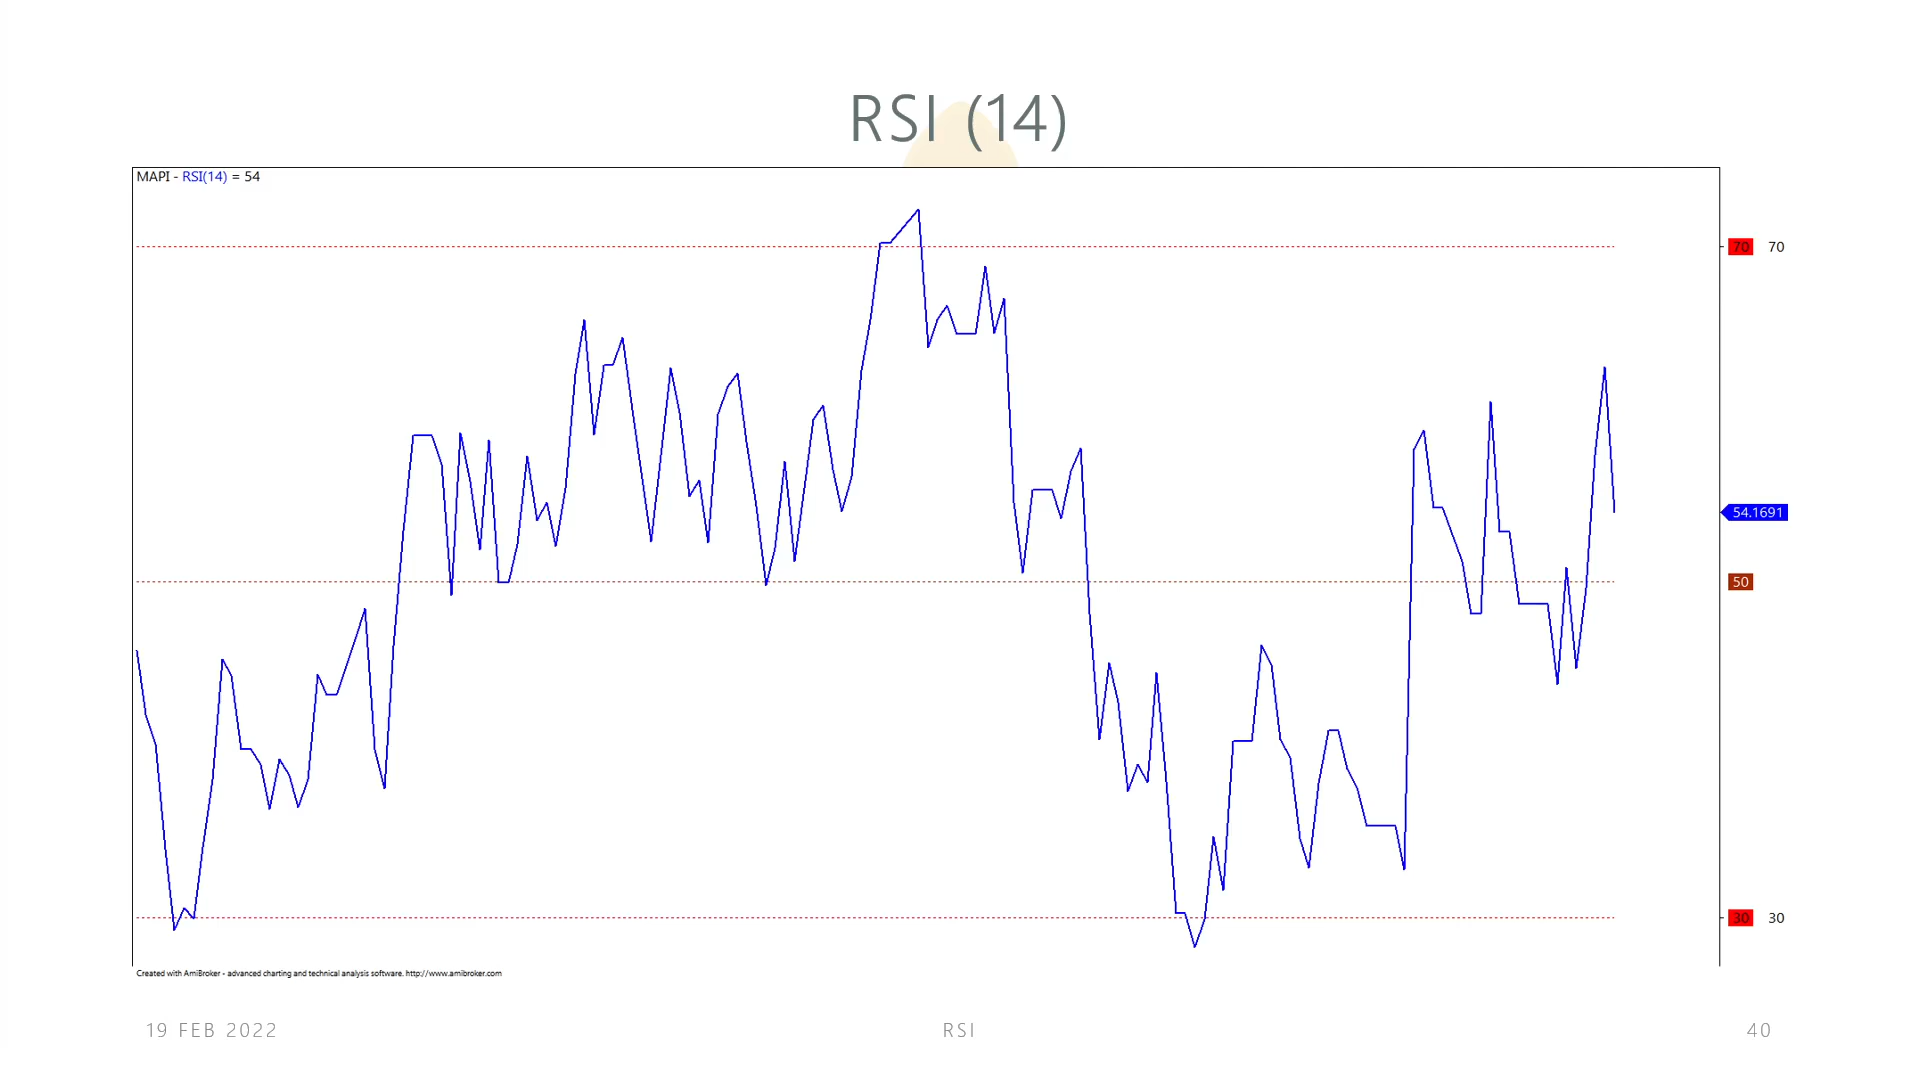 RSI (14)
MAPI - RSI(14) = 54
70 70
54.1691
50
30 30
Created with AmiBroker - advanced charting and technical analysis software. http://www.amibroker.com
19 FEB 2022 RSI 40